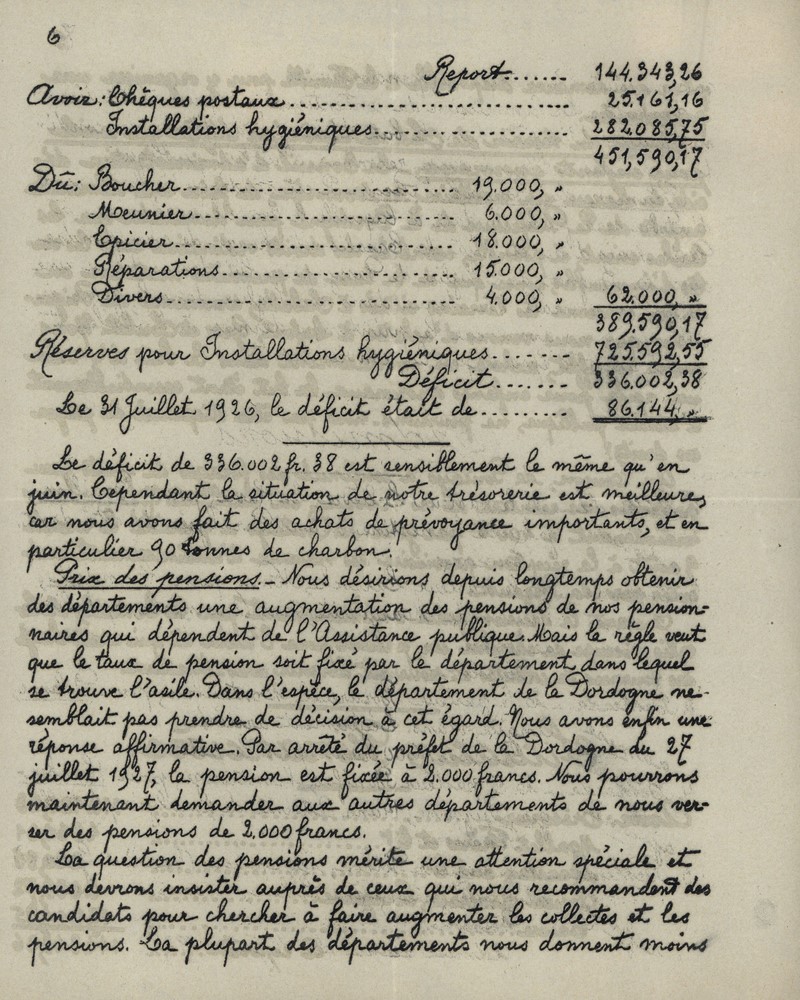 6
Report....... 144.343,26
Avoir: Chèques postaux............................... 25.161,16
Installations hygiéniques....................... 282085,75
451,590,17
Dû: Boucher............................... 19.000, "
Meunier.............................. 6.000, "
Epicier................................ 18.000, "
Réparations......................... 15.000, "
Divers................................. 4.000, " 62.000, "
389.590,17
Réserves pour Installations hygiéniques........ 725.592,55
Déficit........ 336.002,38
Le 31 Juillet 1926, le déficit était de.......... 86.144, "
Le déficit de 336.002 fr. 38 est sensiblement le même qu'en
juin. Cependant la situation de notre trésorerie est meilleure,
car nous avons fait des achats de prévoyance importants, et en
particulier 90 tonnes de charbon.
Prix des pensions._ Nous désirions depuis longtemps obtenir
des départements une augmentation des pensions de nos pension-
naires qui dépendent de l'Assistance publique. Mais la règle veut
que le taux de pension soit fixé par le département dans lequel
se trouve l'asile. Dans l'espèce, le département de la Dordogne ne
semblait pas prendre de décision à cet égard. Nous avons enfin une
réponse affirmative. Par arrêté du préfet de la Dordogne du 27
juillet 1927, la pension est fixée à 2.000 francs. Nous pourrons
maintenant demander aux autres départements de nous ver-
ser des pensions de 2.000 francs.
La question des pensions mérite une attention spéciale et
nous devrons insister auprès de ceux qui nous recommandent des
candidats pour chercher à faire augmenter les collectes et les
pensions. La plupart des départements nous donnent moins